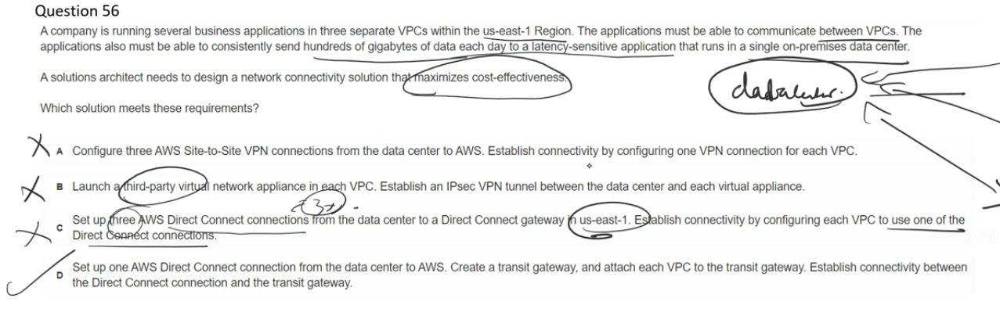 Question 56
A company is running several business applications in three separate VPCs within the us-east-1 Region. The applications must be able to communicate between VPCs. The
applications also must be able to consistently send hundreds of gigabytes of data each day to a latency-sensitive application that runs in a single on-premises data center.
A solutions architect needs to design a network connectivity solution that maximizes cost-effectiveness.
Which solution meets these requirements?
A Configure three AWS Site-to-Site VPN connections from the data center to AWS. Establish connectivity by configuring one VPN connection for each VPC.
B Launch a third-party virtual network appliance in each VPC. Establish an IPsec VPN tunnel between the data center and each virtual appliance.
3x
C Set up three AWS Direct Connect connections from the data center to a Direct Connect gateway in us-east-1. Establish connectivity by configuring each VPC to use one of the
Direct Connect connections.
D Set up one AWS Direct Connect connection from the data center to AWS. Create a transit gateway, and attach each VPC to the transit gateway. Establish connectivity between
the Direct Connect connection and the transit gateway.